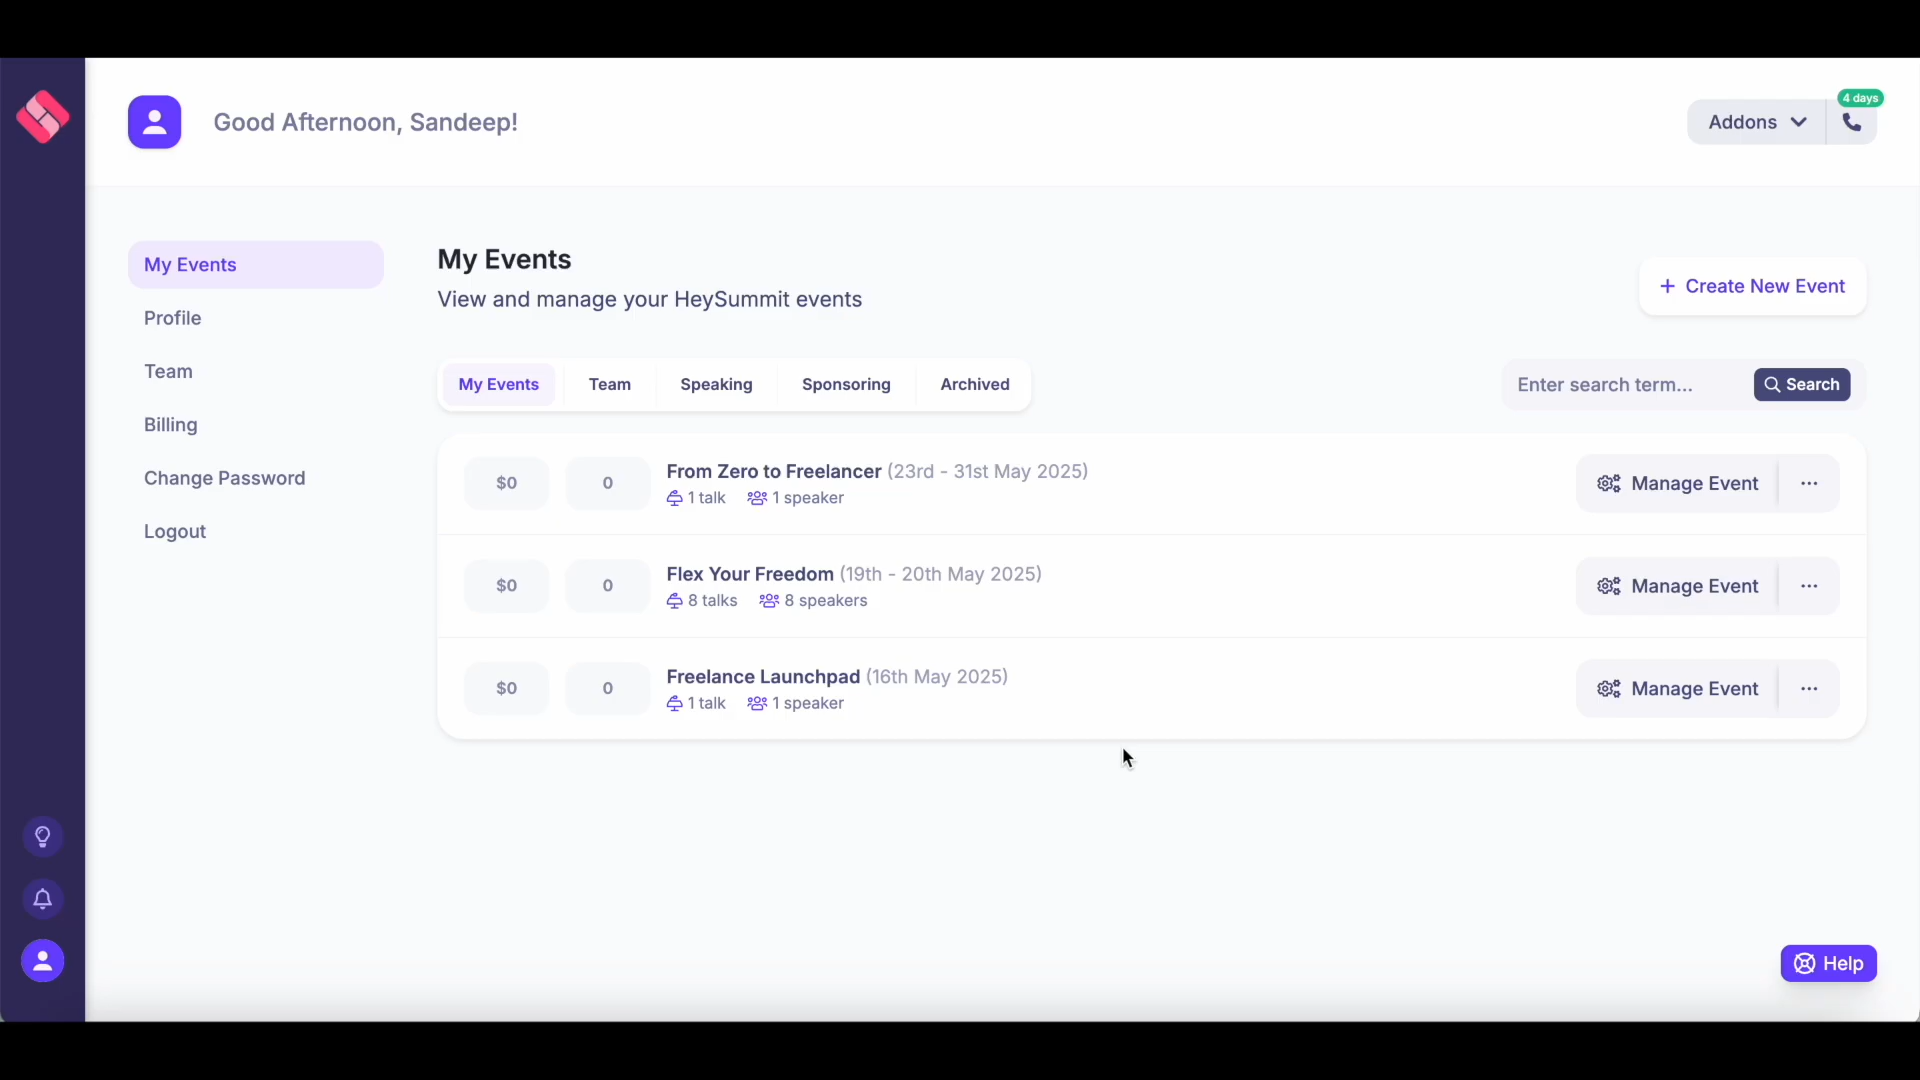 Good Afternoon, Sandeep!
Addons
4 days
My Events
Profile
Team
Billing
Change Password
Logout
My Events
View and manage your HeySummit events
+ Create New Event
My Events Team Speaking Sponsoring Archived
Enter search term... Search
$0 0 From Zero to Freelancer (23rd - 31st May 2025)
1 talk 1 speaker
Manage Event ...
$0 0 Flex Your Freedom (19th - 20th May 2025)
8 talks 8 speakers
Manage Event ...
$0 0 Freelance Launchpad (16th May 2025)
1 talk 1 speaker
Manage Event ...
Help